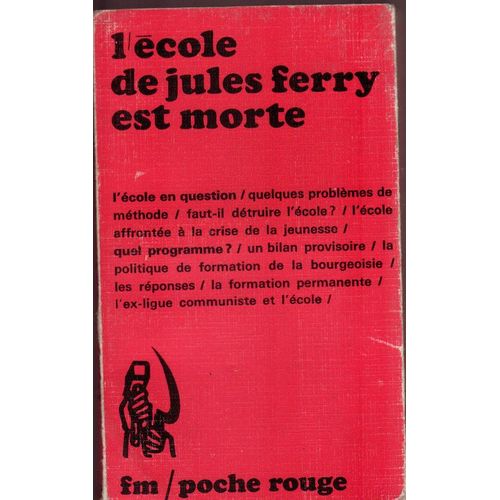 l'école
de jules ferry
est morte
l'école en question / quelques problèmes de
méthode / faut-il détruire l'école ? / l'école
affrontée à la crise de la jeunesse /
quel programme ? / un bilan provisoire / la
politique de formation de la bourgeoisie /
les réponses / la formation permanente /
l'ex-ligue communiste et l'école /
fm / poche rouge